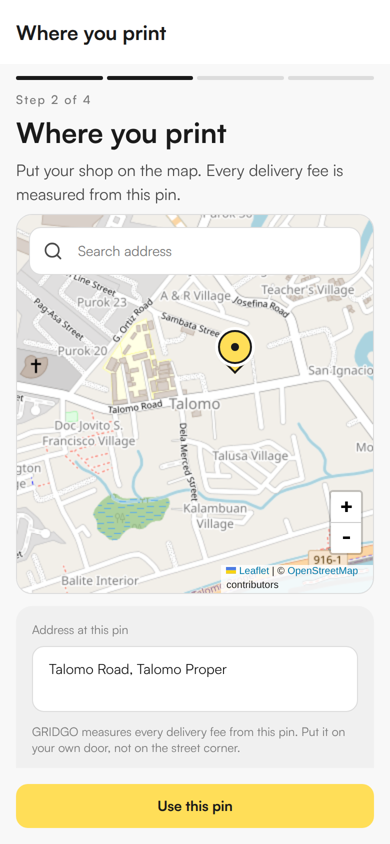 Where you print
Step 2 of 4
Where you print
Put your shop on the map. Every delivery fee is
measured from this pin.
Search address
Line Street
Purok 23
A & R Village
Teacher's Village
Josefina Road
Pag-Asa Street
G. Ortiz Road
Sambata Stree
Purok 20
San Ignacio
Talomo Road
Talomo
Doc Jovito S.
Francisco Village
Dela Merced Street
Talusa Village
Mo
gton
ge
Kalambuan
Village
+
-
916-1
Balite Interior
Leaflet | © OpenStreetMap
contributors
Address at this pin
Talomo Road, Talomo Proper
GRIDGO measures every delivery fee from this pin. Put it on
your own door, not on the street corner.
Use this pin